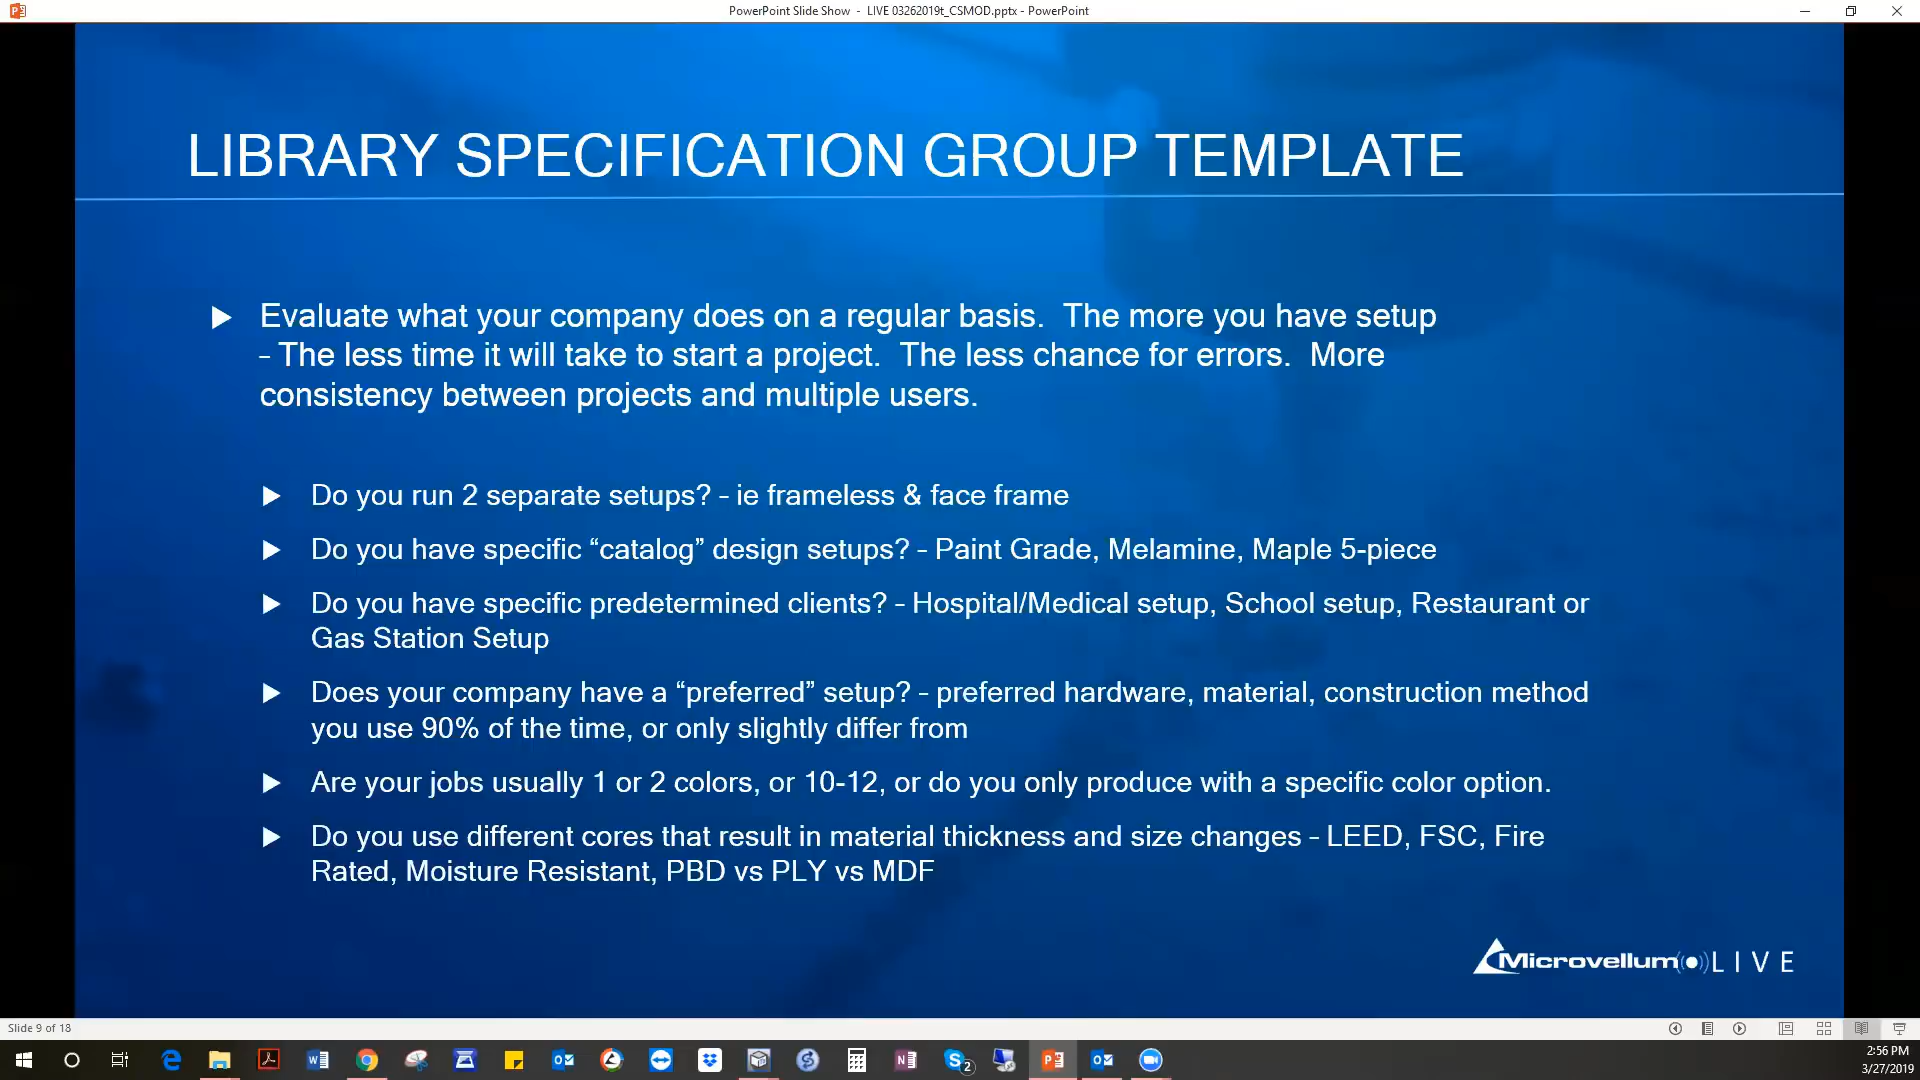 PowerPoint Slide Show - LIVE 03262019t_CSMOD.pptx - PowerPoint
LIBRARY SPECIFICATION GROUP TEMPLATE
Evaluate what your company does on a regular basis.  The more you have setup
– The less time it will take to start a project.  The less chance for errors.  More
consistency between projects and multiple users.
Do you run 2 separate setups? – ie frameless & face frame
Do you have specific “catalog” design setups? – Paint Grade, Melamine, Maple 5-piece
Do you have specific predetermined clients? – Hospital/Medical setup, School setup, Restaurant or
Gas Station Setup
Does your company have a “preferred” setup? – preferred hardware, material, construction method
you use 90% of the time, or only slightly differ from
Are your jobs usually 1 or 2 colors, or 10-12, or do you only produce with a specific color option.
Do you use different cores that result in material thickness and size changes – LEED, FSC, Fire
Rated, Moisture Resistant, PBD vs PLY vs MDF
Microvellum LIVE
Slide 9 of 18
2
2:56 PM
3/27/2019